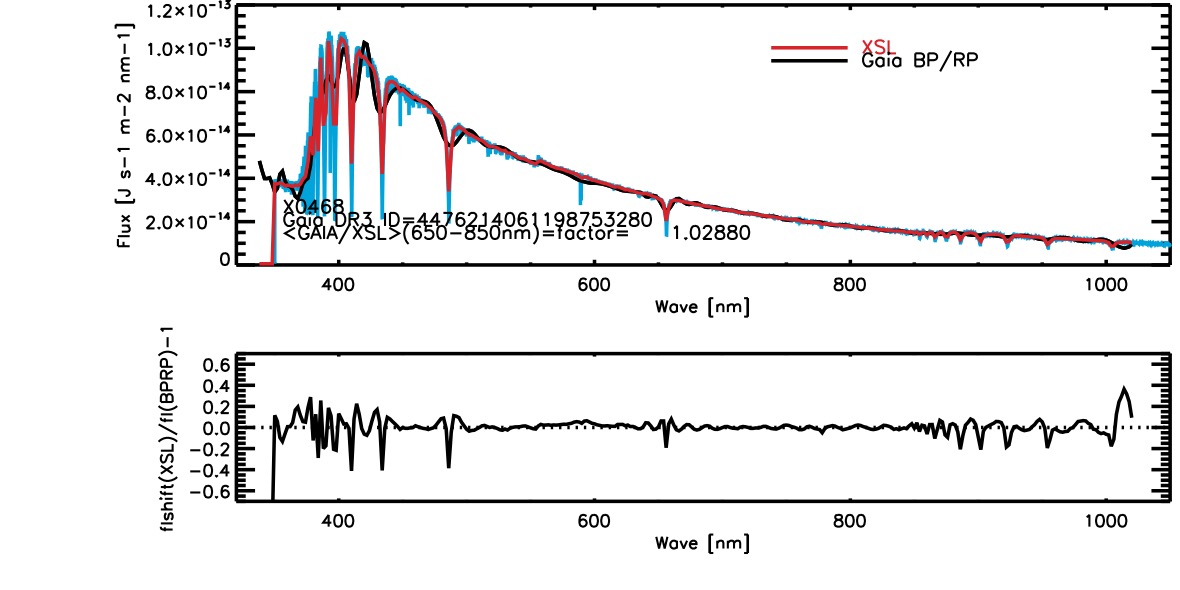 1.2×10−13
1.0×10−13
8.0×10−14
6.0×10−14
4.0×10−14
2.0×10−14
0
Flux [J s−1 m−2 nm−1]
XSL
Gaia BP/RP
X0468
Gaia DR3 ID=4476214061198753280
<GAIA/XSL>(650−850nm)=factor= 1.02880
400 600 800 1000
Wave [nm]
0.6
0.4
0.2
0.0
−0.2
−0.4
−0.6
flshift(XSL)/fl(BPRP)−1
400 600 800 1000
Wave [nm]